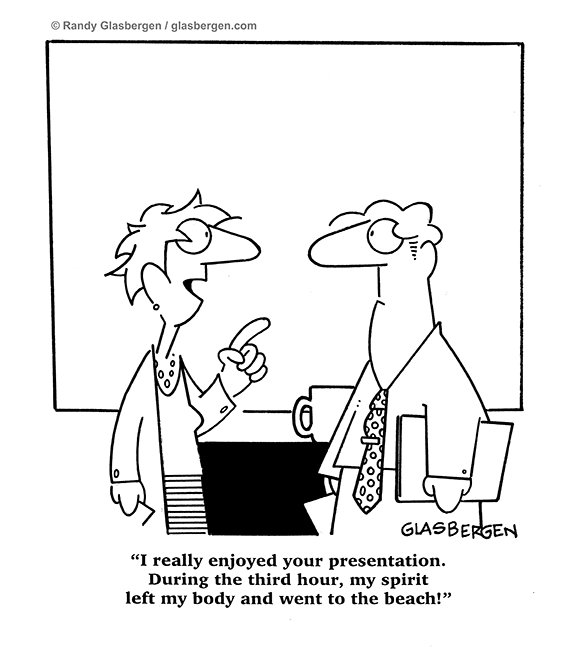 © Randy Glasbergen / glasbergen.com
GLASBERGEN
“I really enjoyed your presentation.
During the third hour, my spirit
left my body and went to the beach!”